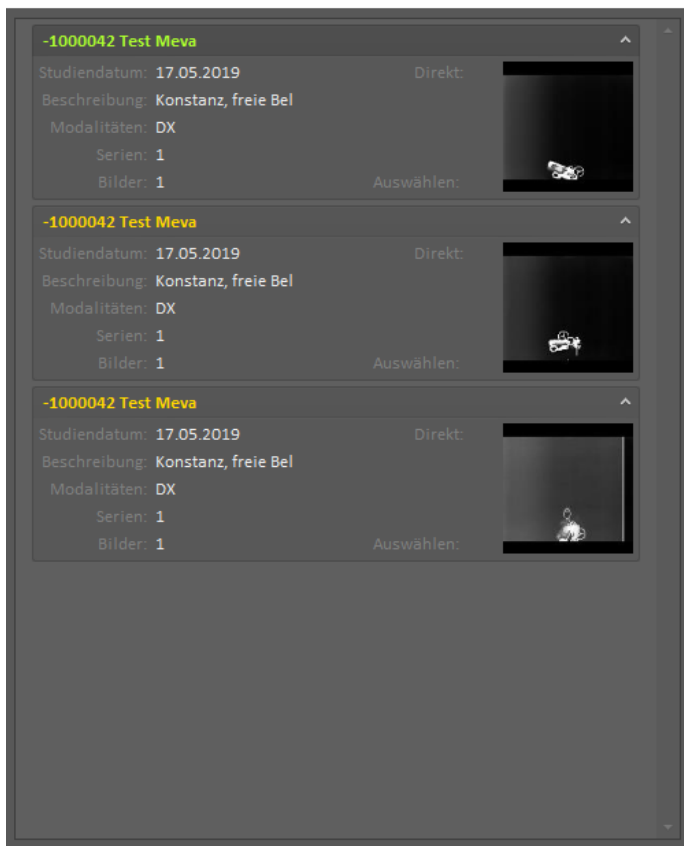 -1000042 Test Meva
Studiendatum: 17.05.2019 Direkt:
Beschreibung: Konstanz, freie Bel
Modalitäten: DX
Serien: 1
Bilder: 1 Auswählen:
-1000042 Test Meva
Studiendatum: 17.05.2019 Direkt:
Beschreibung: Konstanz, freie Bel
Modalitäten: DX
Serien: 1
Bilder: 1 Auswählen:
-1000042 Test Meva
Studiendatum: 17.05.2019 Direkt:
Beschreibung: Konstanz, freie Bel
Modalitäten: DX
Serien: 1
Bilder: 1 Auswählen: